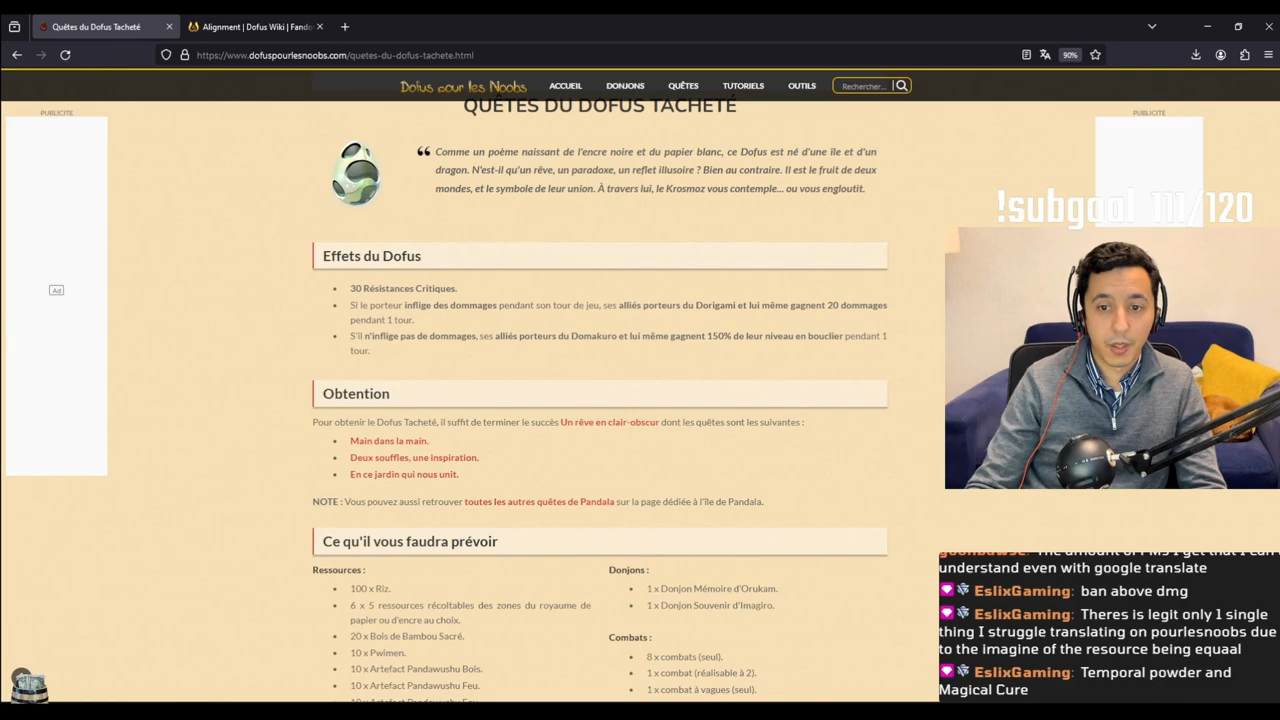 Quêtes du Dofus Tacheté
Alignment | Dofus Wiki | Fando
https://www.dofuspourlesnoobs.com/quetes-du-dofus-tachete.html
90%
Dofus pour les Noobs
ACCUEIL
DONJONS
QUÊTES
TUTORIELS
OUTILS
Rechercher...
QUÊTES DU DOFUS TACHETÉ
PUBLICITÉ
PUBLICITÉ
Comme un poème naissant de l'encre noire et du papier blanc, ce Dofus est né d'une île et d'un
dragon. N'est-il qu'un rêve, un paradoxe, un reflet illusoire ? Bien au contraire. Il est le fruit de deux
mondes, et le symbole de leur union. À travers lui, le Krosmoz vous contemple... ou vous engloutit.
!subgoal 111/120
Effets du Dofus
30 Résistances Critiques.
Si le porteur inflige des dommages pendant son tour de jeu, ses alliés porteurs du Dorigami et lui même gagnent 20 dommages
pendant 1 tour.
S'il n'inflige pas de dommages, ses alliés porteurs du Domakuro et lui même gagnent 150% de leur niveau en bouclier pendant 1
tour.
Ad
Obtention
Pour obtenir le Dofus Tacheté, il suffit de terminer le succès Un rêve en clair-obscur dont les quêtes sont les suivantes :
Main dans la main.
Deux souffles, une inspiration.
En ce jardin qui nous unit.
NOTE : Vous pouvez aussi retrouver toutes les autres quêtes de Pandala sur la page dédiée à l'île de Pandala.
Ce qu'il vous faudra prévoir
Ressources :
100 x Riz.
6 x 5 ressources récoltables des zones du royaume de
papier ou d'encre au choix.
20 x Bois de Bambou Sacré.
10 x Pwimen.
10 x Artefact Pandawushu Bois.
10 x Artefact Pandawushu Feu.
Donjons :
1 x Donjon Mémoire d'Orukam.
1 x Donjon Souvenir d'Imagiro.
Combats :
8 x combats (seul).
1 x combat (réalisable à 2).
1 x combat à vagues (seul).
understand even with google translate
EslixGaming: ban above dmg
EslixGaming: Theres is legit only 1 single
thing I struggle translating on pourlesnoobs due
to the imagine of the resource being equaal
EslixGaming: Temporal powder and
Magical Cure